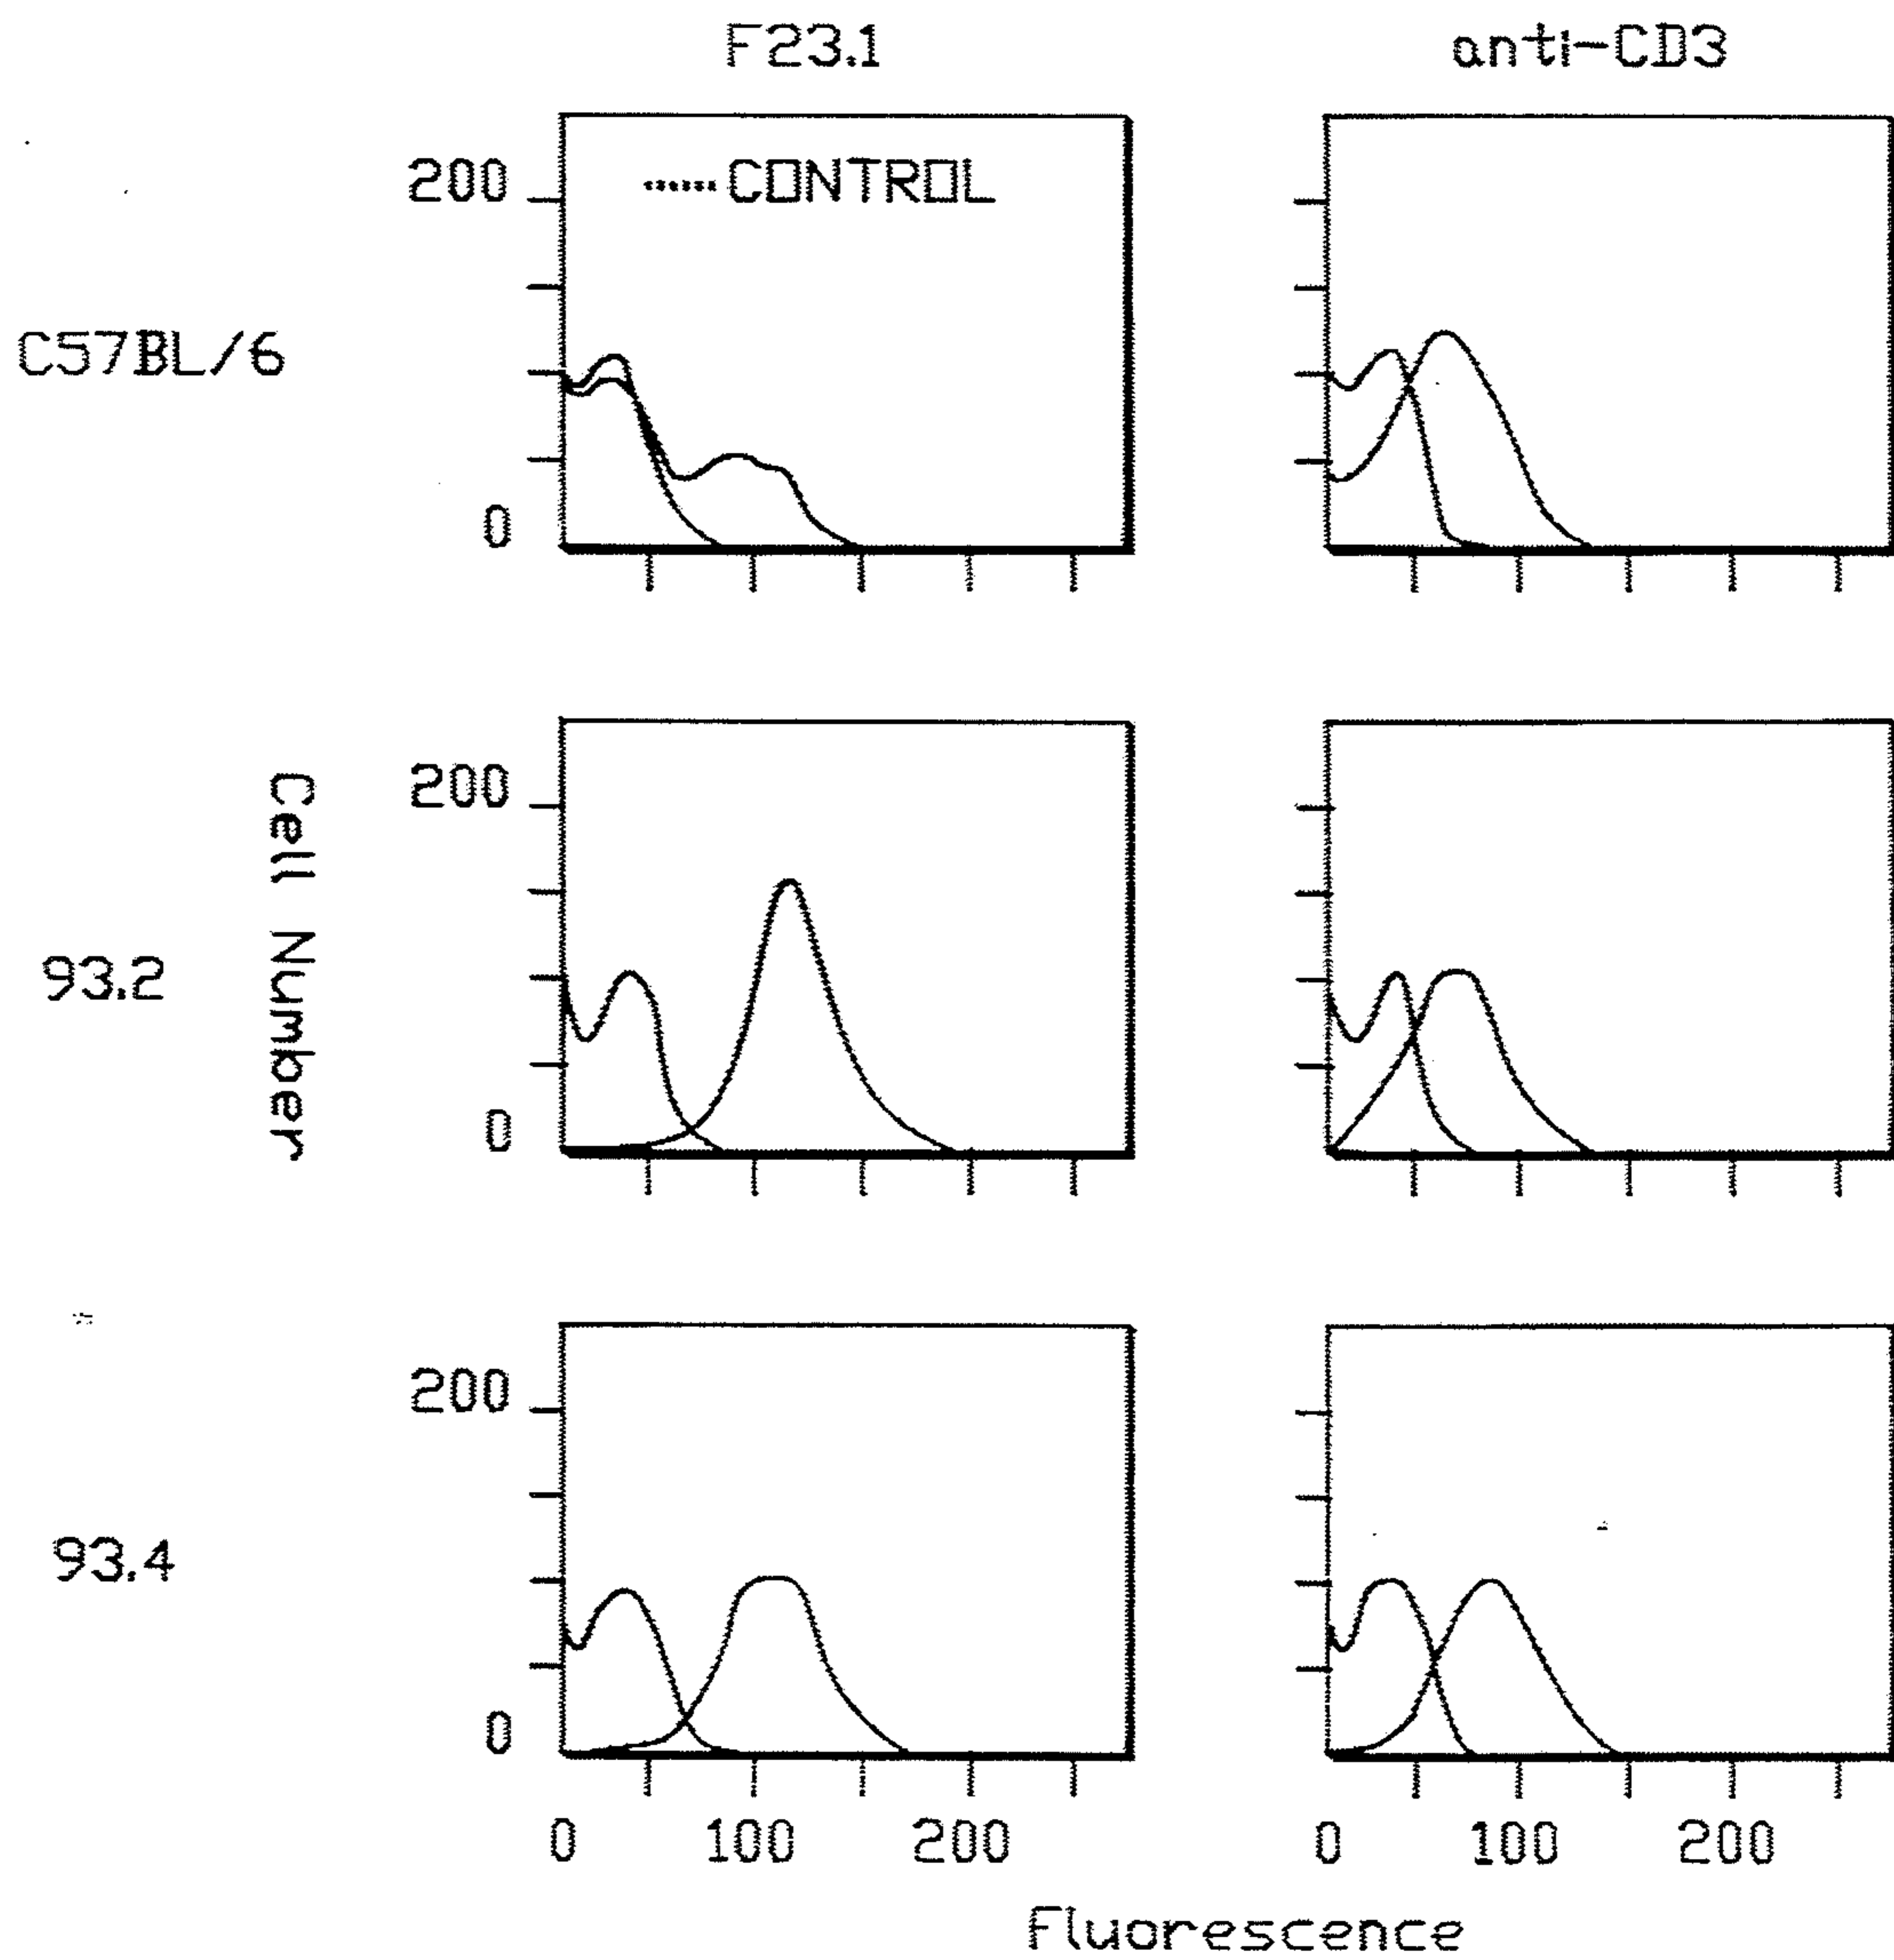 F23.1 anti-CD3
200 CONTROL
C57BL/6
0
200
Cell Number
93.2
0
200
93.4
0
0 100 200 0 100 200
Fluorescence